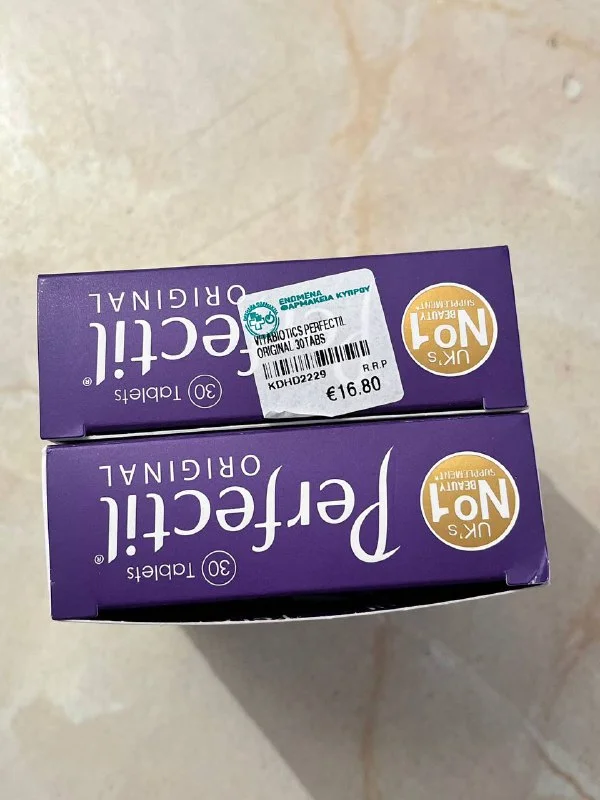 ΕΝΩΜΕΝΑ
ΦΑΡΜΑΚΕΙΑ ΚΥΠΡΟΥ
VITABIOTICS PERFECTIL
ORIGINAL 30TABS
KDHD2229
R.R.P
€16.80
UK's
No1
BEAUTY
SUPPLEMENT*
fectil®
ORIGINAL
30 Tablets
UK's
No1
BEAUTY
SUPPLEMENT*
Perfectil®
ORIGINAL
30 Tablets